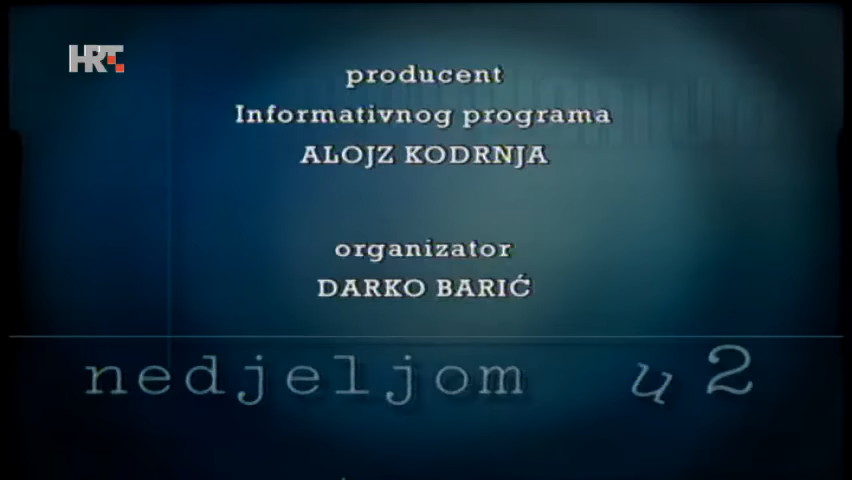 HRT
producent
Informativnog programa
ALOJZ KODRNJA
organizator
DARKO BARIĆ
nedjeljom u 2